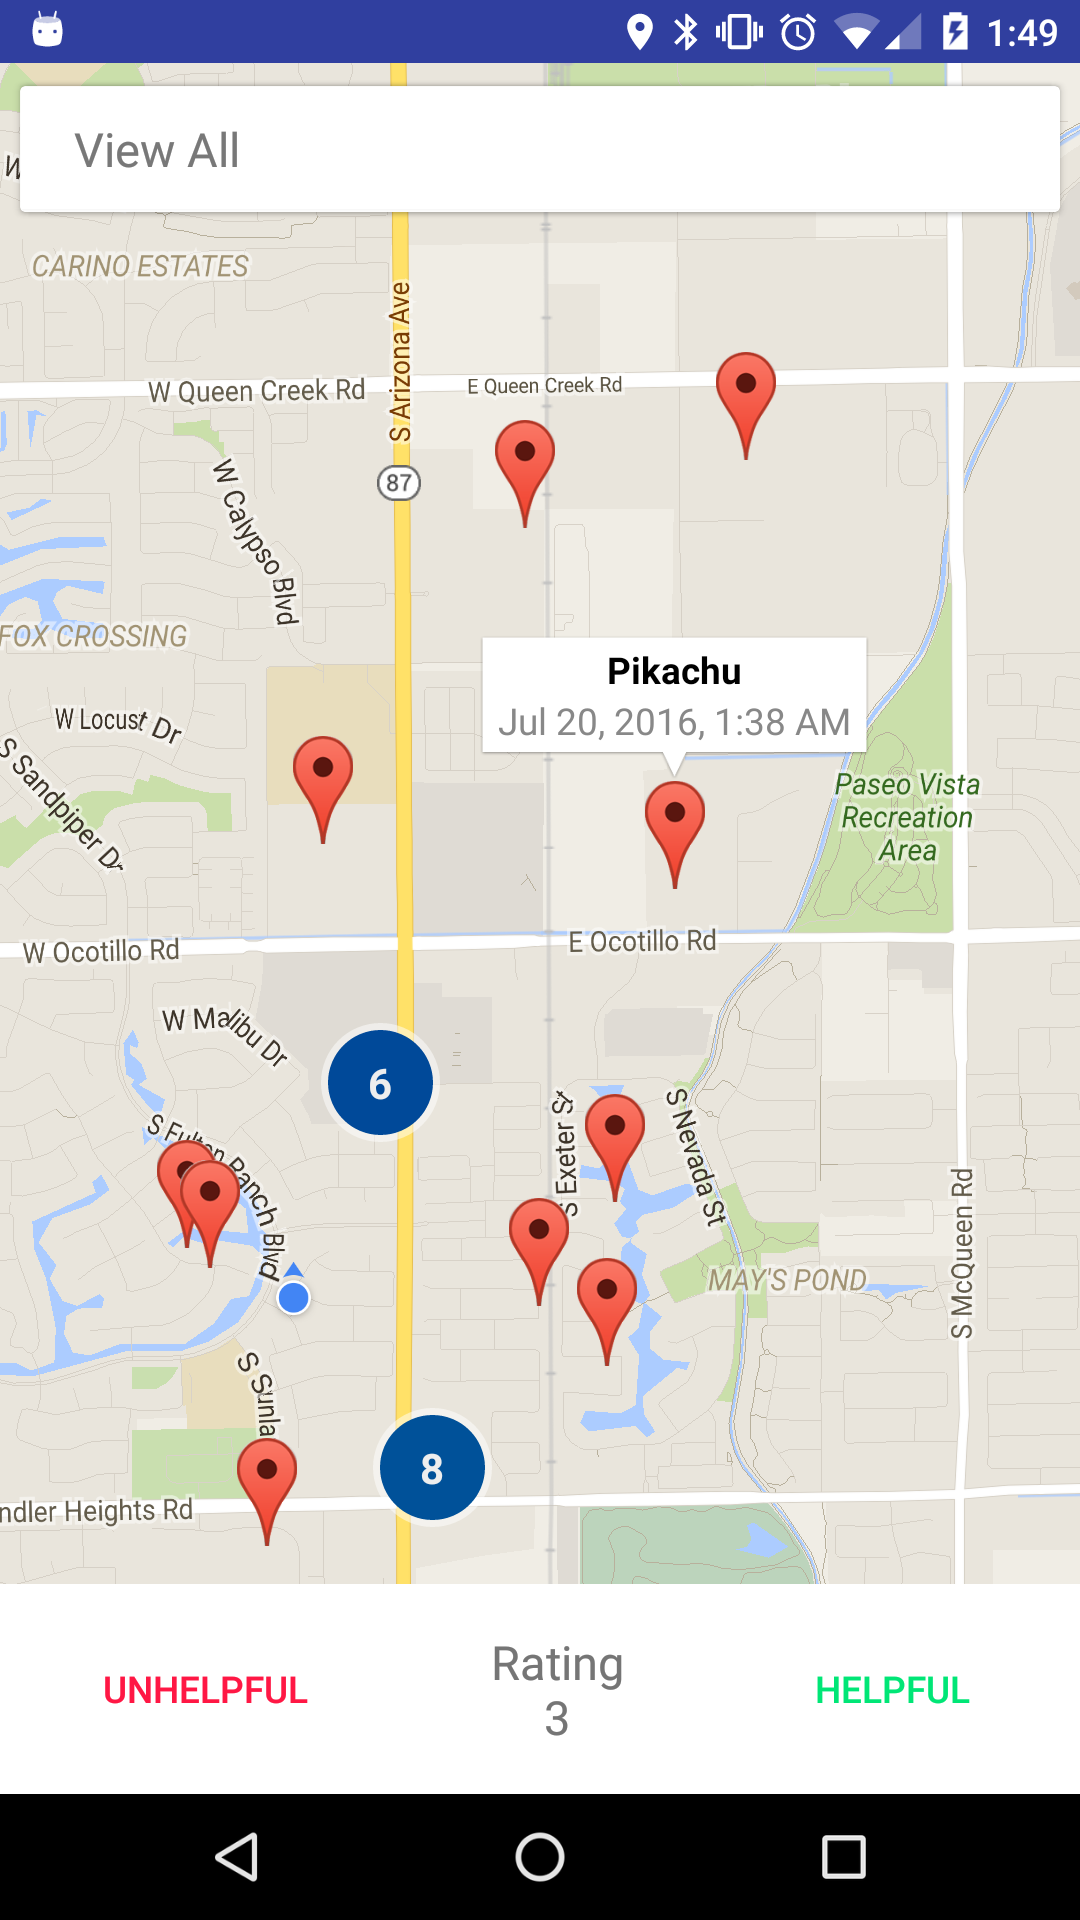 1:49
View All
W
CARINO ESTATES
S Arizona Ave
W Queen Creek Rd
E Queen Creek Rd
87
W Calypso Blvd
FOX CROSSING
Pikachu
Jul 20, 2016, 1:38 AM
W Locust Dr
S Sandpiper Dr
Paseo Vista
Recreation
Area
W Ocotillo Rd
E Ocotillo Rd
W Malibu Dr
6
S Exeter St
S Nevada St
S Fulton Ranch Blvd
S McQueen Rd
MAY'S POND
S Sunla
8
ndler Heights Rd
UNHELPFUL
Rating
3
HELPFUL